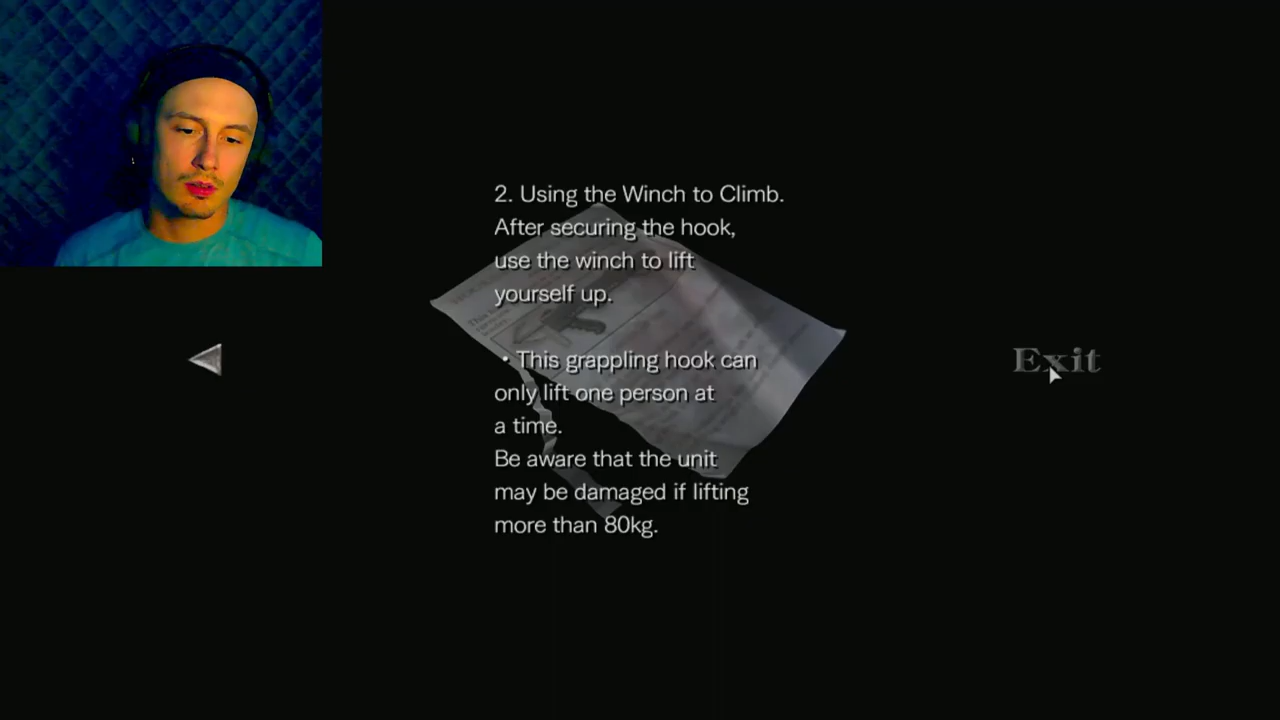 2. Using the Winch to Climb.
After securing the hook,
use the winch to lift
yourself up.
・This grappling hook can
only lift one person at
a time.
Be aware that the unit
may be damaged if lifting
more than 80kg.
Exit